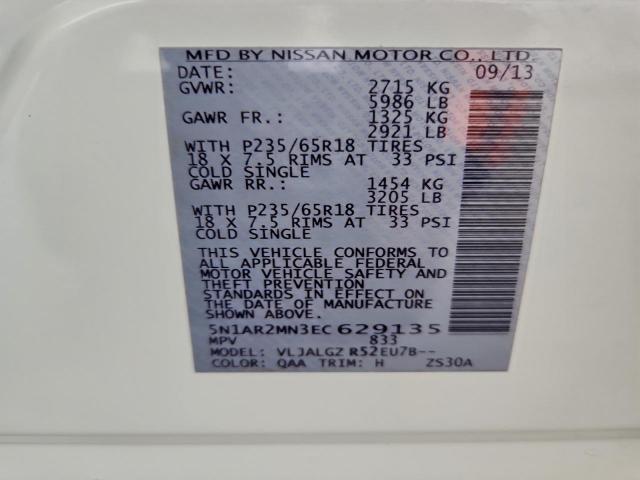 MFD BY NISSAN MOTOR CO., LTD.
DATE: 09/13
GVWR: 2715 KG
5986 LB
GAWR FR.: 1325 KG
2921 LB
WITH P235/65R18 TIRES
18 X 7.5 RIMS AT 33 PSI
COLD SINGLE
GAWR RR.: 1454 KG
3205 LB
WITH P235/65R18 TIRES
18 X 7.5 RIMS AT 33 PSI
COLD SINGLE
THIS VEHICLE CONFORMS TO
ALL APPLICABLE FEDERAL
MOTOR VEHICLE SAFETY AND
THEFT PREVENTION
STANDARDS IN EFFECT ON
THE DATE OF MANUFACTURE
SHOWN ABOVE.
5N1AR2MN3EC629135
MPV 833
MODEL: VLJALGZ R52EU7B--
COLOR: QAA TRIM: H ZS30A